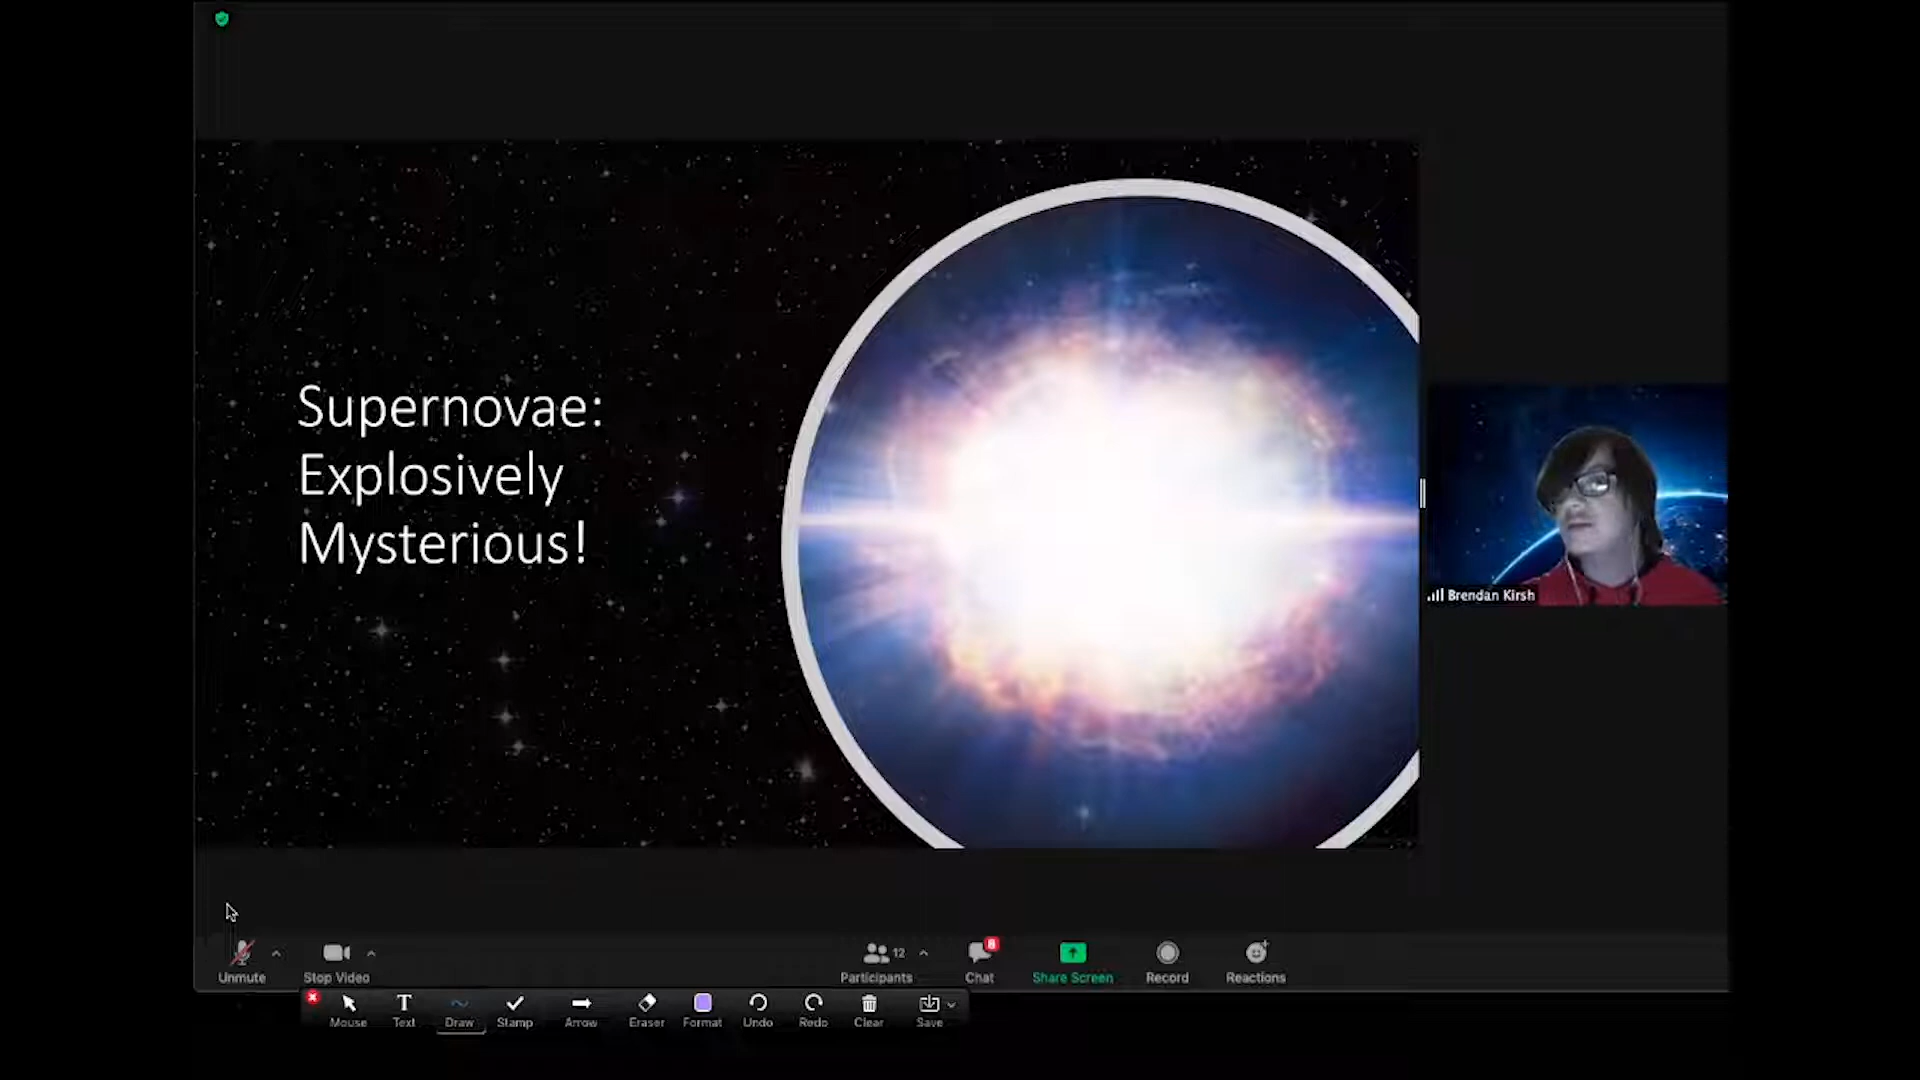 Supernovae:
Explosively
Mysterious!
Brendan Kirsh
Unmute
Stop Video
12
Participants
8
Chat
Share Screen
Record
Reactions
Mouse
Text
Draw
Stamp
Arrow
Eraser
Format
Undo
Redo
Clear
Save